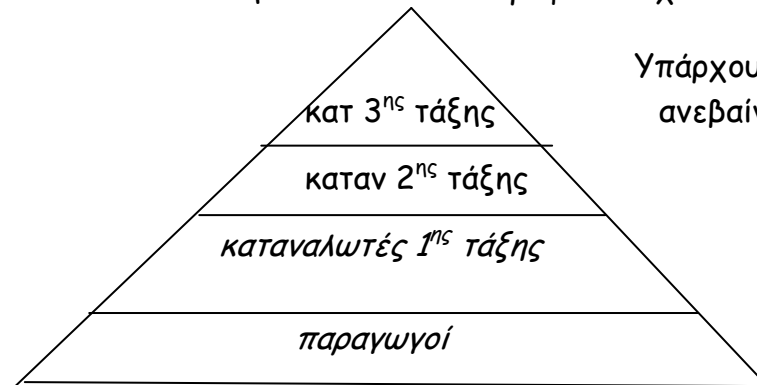 Υπάρχου
κατ 3ης τάξης
ανεβαίν
καταν 2ης τάξης
καταναλωτές 1ης τάξης
παραγωγοί